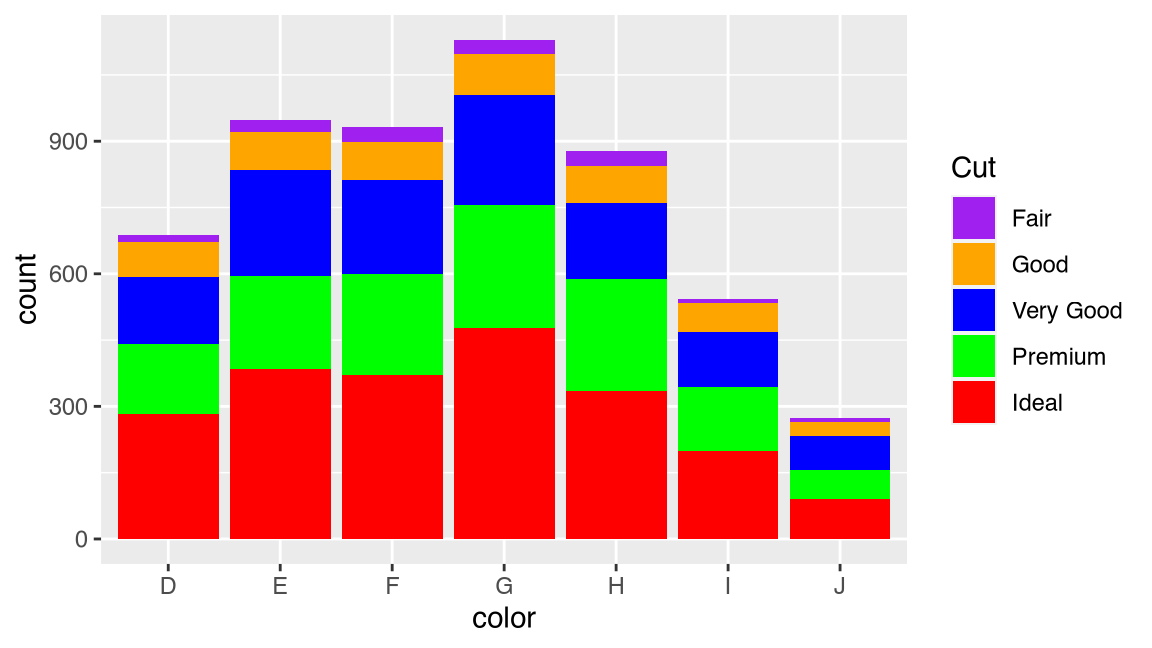 count
900
600
300
0
D E F G H I J
color
Cut
Fair
Good
Very Good
Premium
Ideal